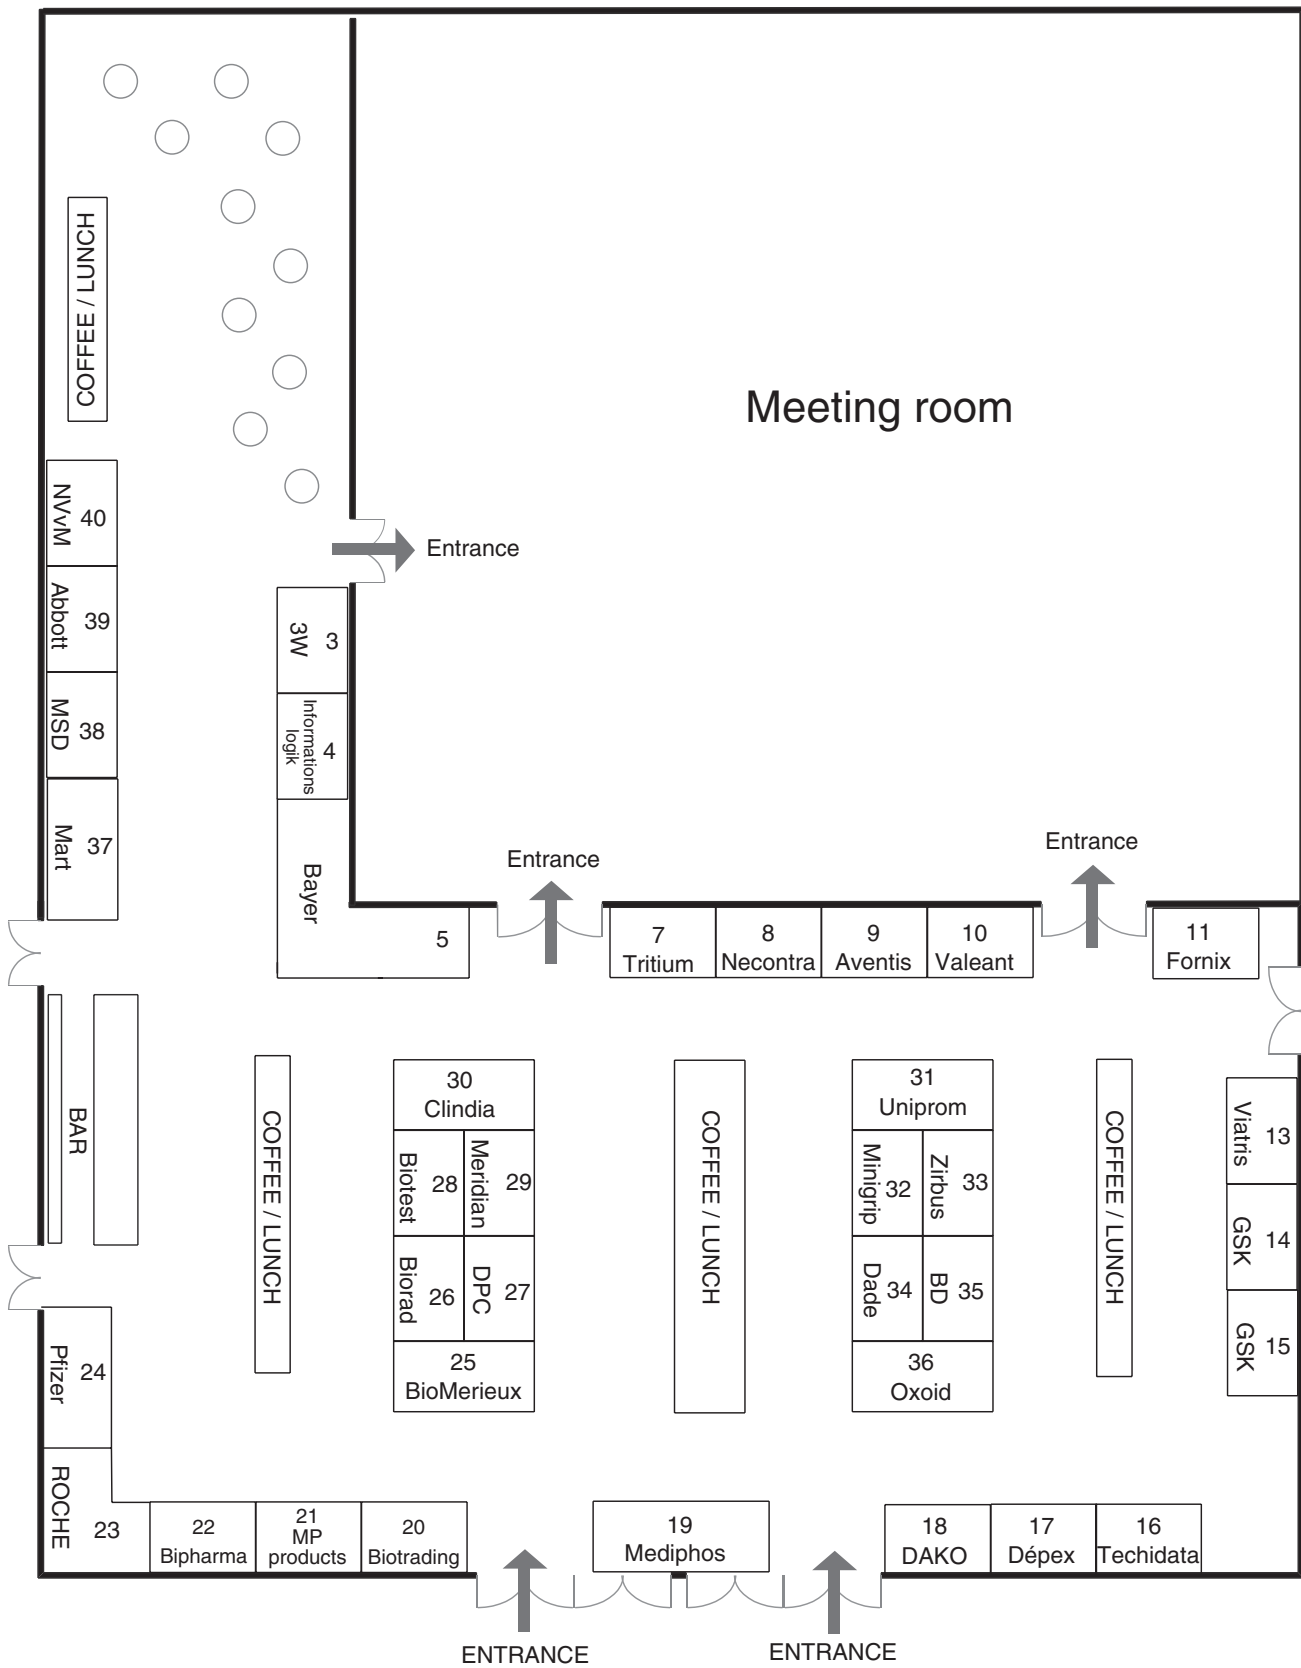 COFFEE / LUNCH
Meeting room
NVvM 40
Entrance
Abbott 39
3W 3
MSD 38
Informations
logik
4
Mart 37
Bayer
5
Entrance
Entrance
7
Tritium
8
Necontra
9
Aventis
10
Valeant
11
Fornix
BAR
COFFEE / LUNCH
30
Clindia
Biotest 28
Meridian 29
Biorad 26
DPC 27
25
BioMerieux
COFFEE / LUNCH
31
Uniprom
Minigrip 32
Zirbus 33
Dade 34
BD 35
36
Oxoid
COFFEE / LUNCH
Viatris 13
GSK 14
GSK 15
Pfizer 24
ROCHE 23
22
Bipharma
21
MP
products
20
Biotrading
19
Mediphos
18
DAKO
17
Dépex
16
Techidata
ENTRANCE
ENTRANCE